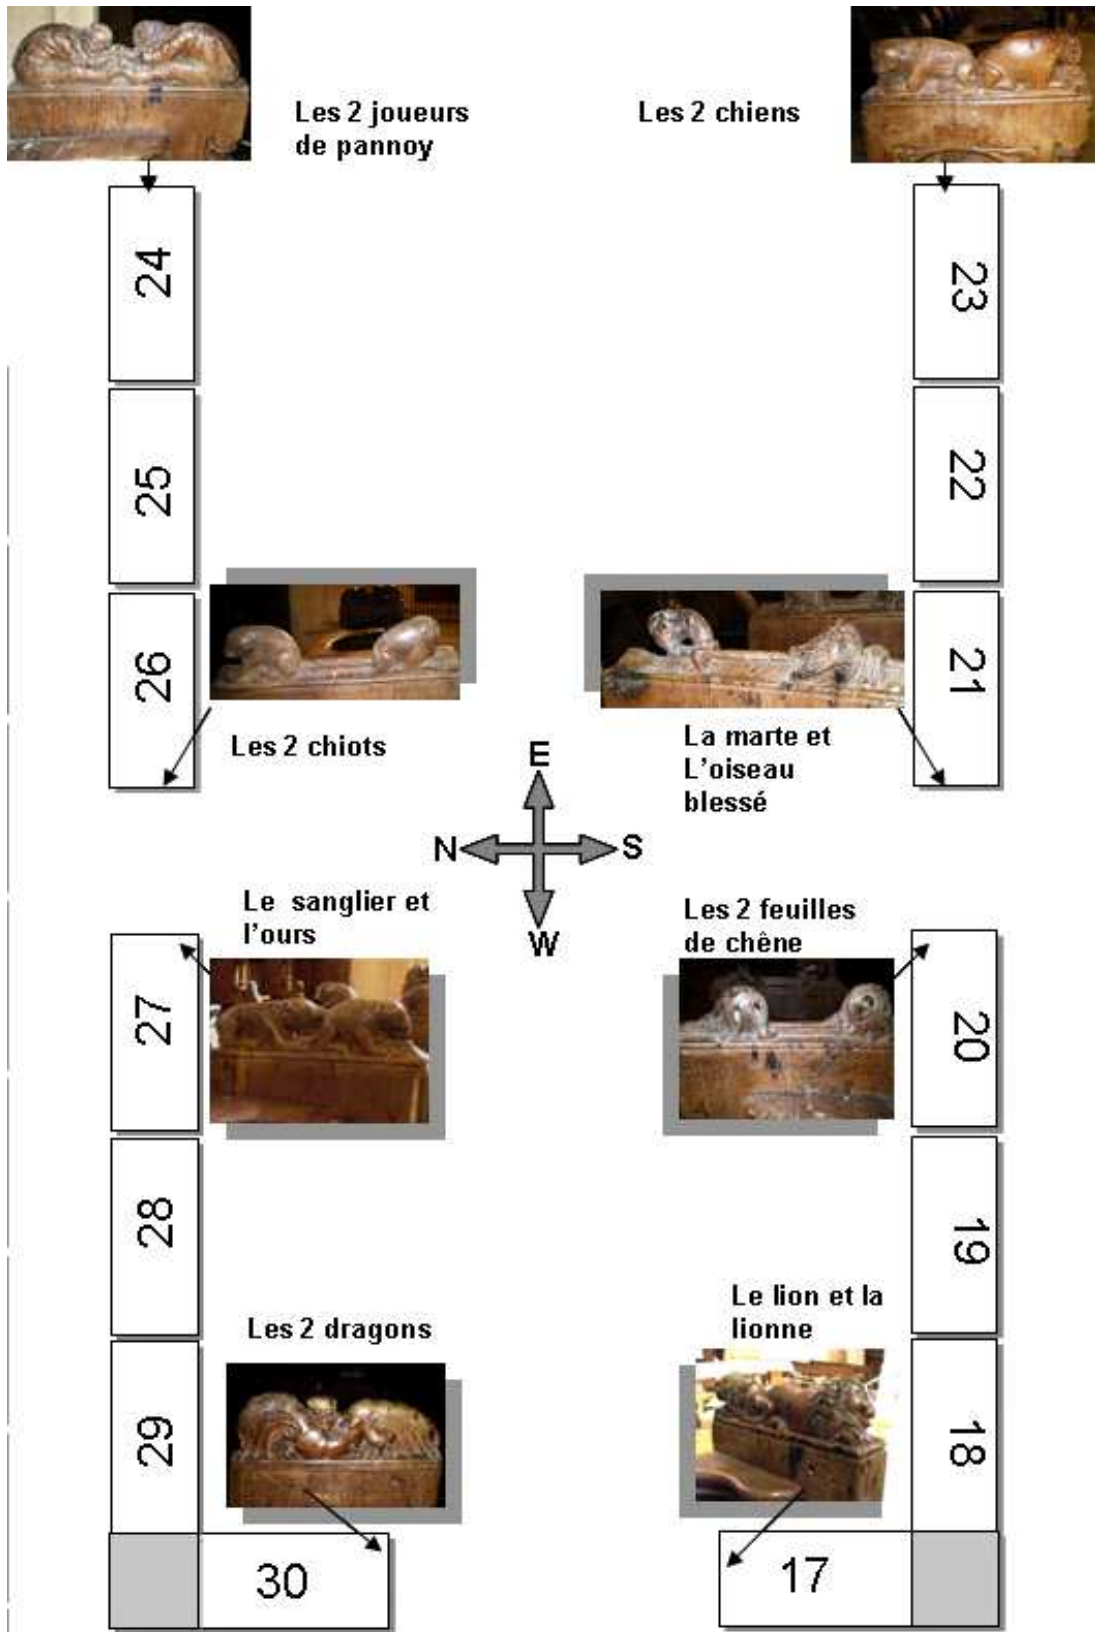 Les 2 joueurs
de pannoy
Les 2 chiens
24
23
25
22
26
21
Les 2 chiots
La marte et
L'oiseau
blessé
E
N
S
W
Le sanglier et
l'ours
Les 2 feuilles
de chêne
27
20
28
19
Les 2 dragons
Le lion et la
lionne
29
18
30
17